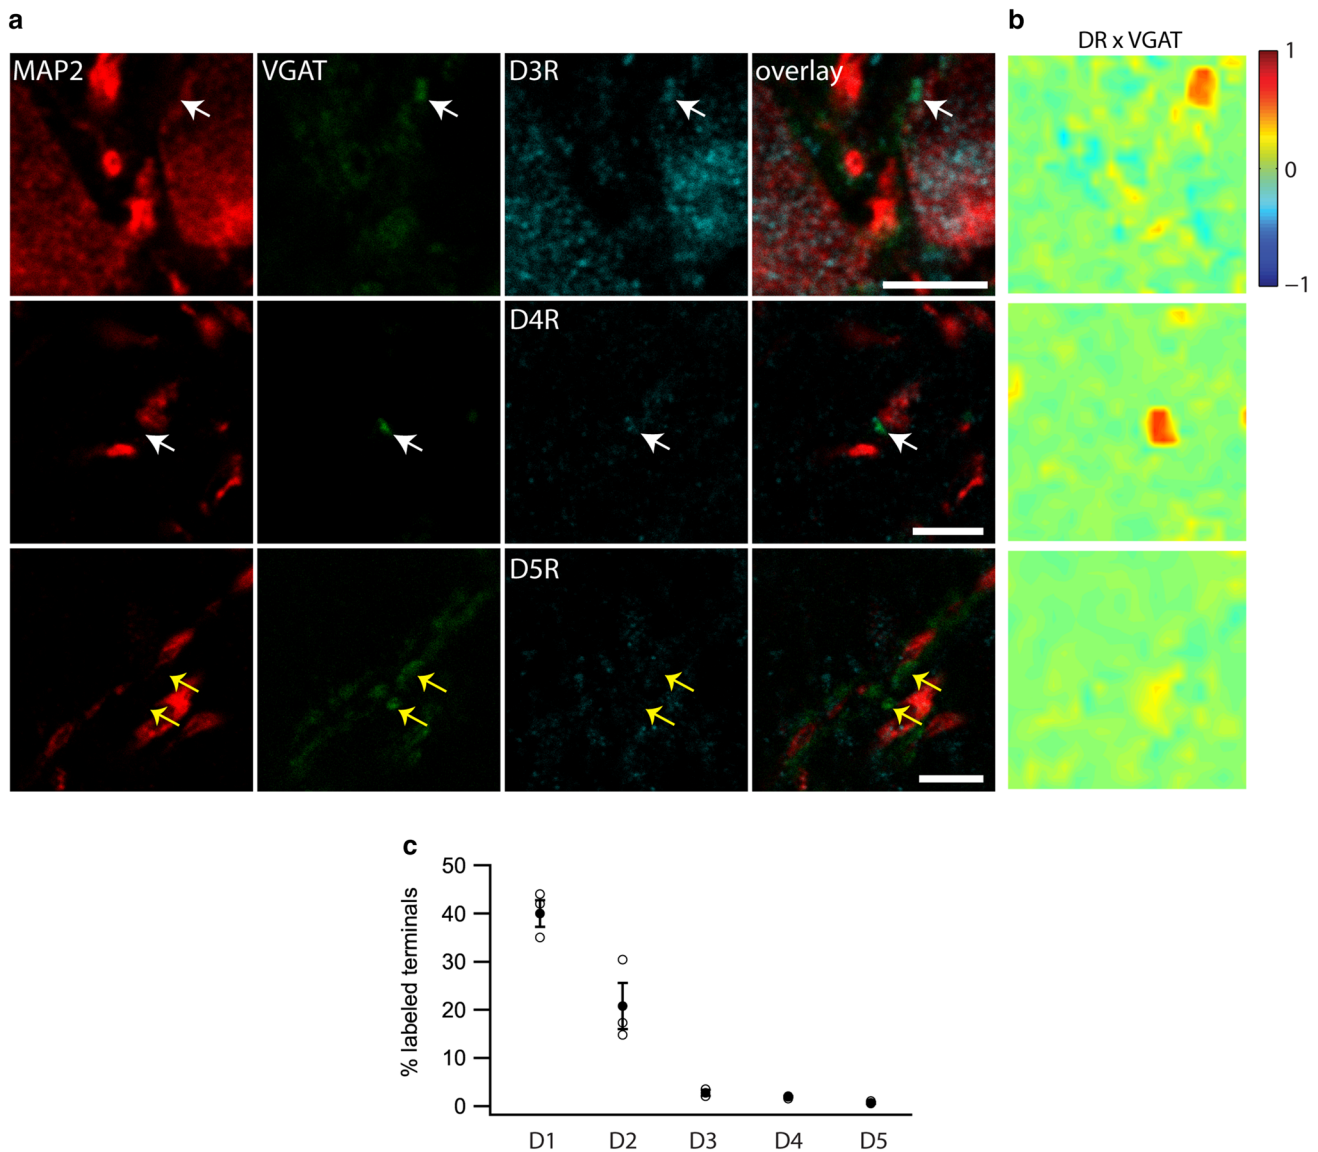 a
b
DR x VGAT
MAP2
VGAT
D3R
overlay
1
0
−1
D4R
D5R
c
% labeled terminals
50
40
30
20
10
0
D1 D2 D3 D4 D5